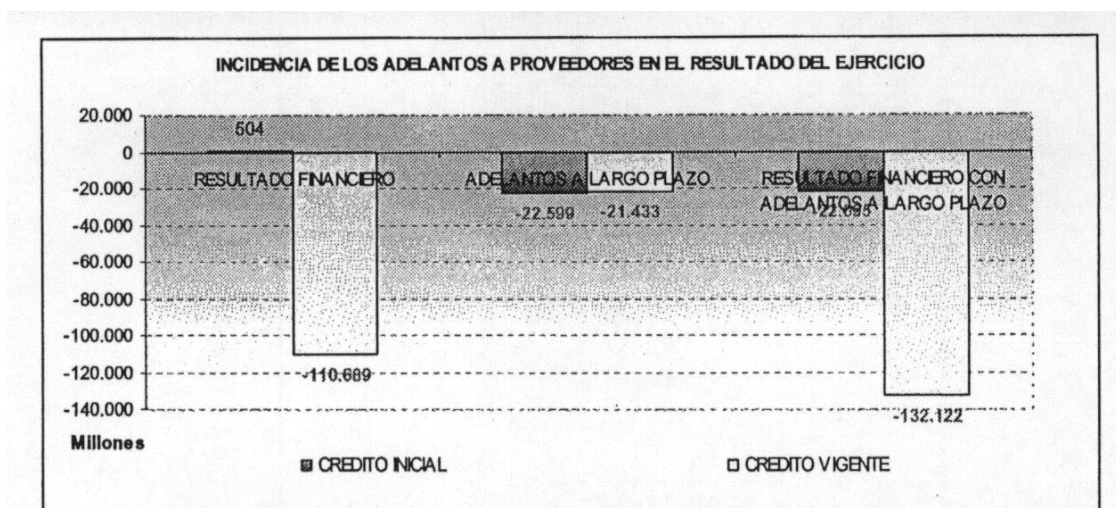 INCIDENCIA DE LOS ADELANTOS A PROVEEDORES EN EL RESULTADO DEL EJERCICIO
20.000
504
0
RESULTADO FINANCIERO
ADELANTOS A LARGO PLAZO
RESULTADO FINANCIERO CON
ADELANTOS A LARGO PLAZO
-20.000
-22.599
-21.433
-22.095
-40.000
-60.000
-80.000
-100.000
-110.689
-120.000
-140.000
-132.122
Millones
CREDITO INICIAL
CREDITO VIGENTE